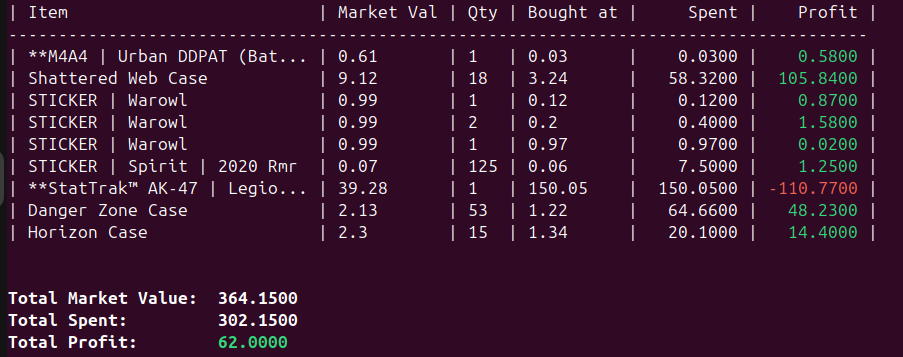 | Item | Market Val | Qty | Bought at | Spent | Profit |
--------------------------------------------------------------------------------------
| **M4A4 | Urban DDPAT (Bat... | 0.61 | 1 | 0.03 | 0.0300 | 0.5800 |
| Shattered Web Case | 9.12 | 18 | 3.24 | 58.3200 | 105.8400 |
| STICKER | Warowl | 0.99 | 1 | 0.12 | 0.1200 | 0.8700 |
| STICKER | Warowl | 0.99 | 2 | 0.2 | 0.4000 | 1.5800 |
| STICKER | Warowl | 0.99 | 1 | 0.97 | 0.9700 | 0.0200 |
| STICKER | Spirit | 2020 Rmr | 0.07 | 125 | 0.06 | 7.5000 | 1.2500 |
| **StatTrak™ AK-47 | Legio... | 39.28 | 1 | 150.05 | 150.0500 | -110.7700 |
| Danger Zone Case | 2.13 | 53 | 1.22 | 64.6600 | 48.2300 |
| Horizon Case | 2.3 | 15 | 1.34 | 20.1000 | 14.4000 |
Total Market Value: 364.1500
Total Spent: 302.1500
Total Profit: 62.0000